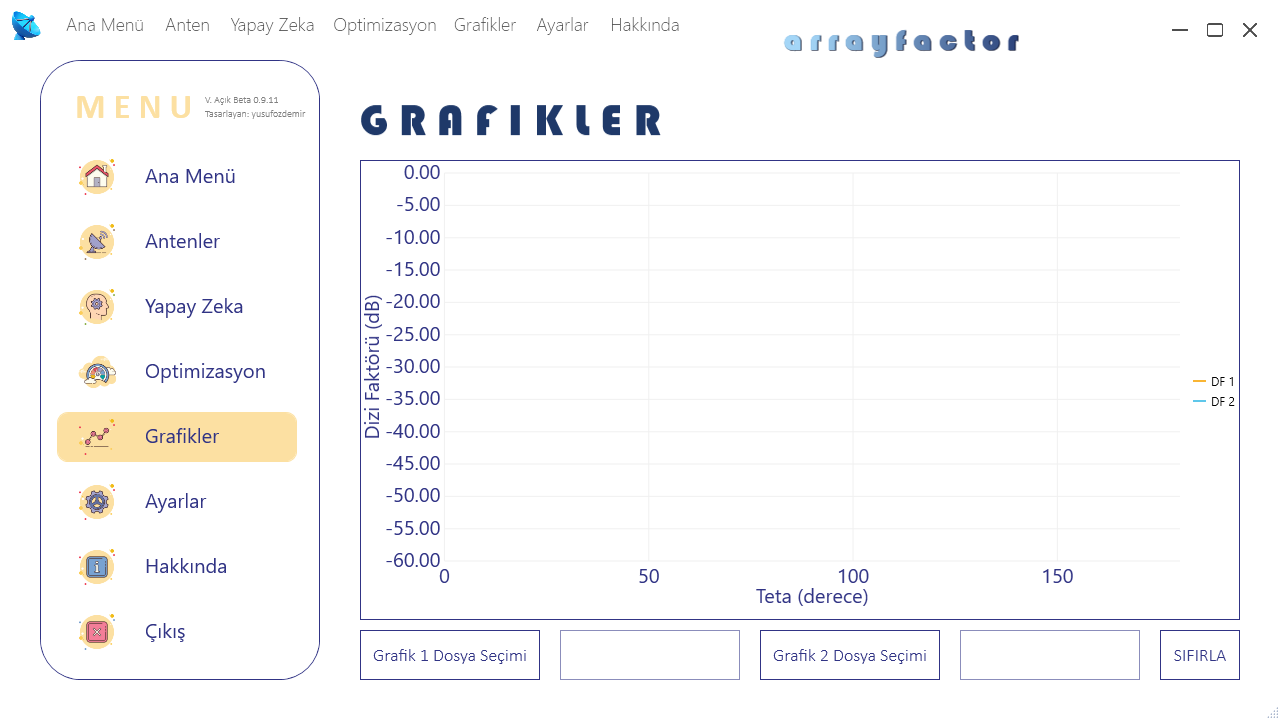 Ana Menü Anten Yapay Zeka Optimizasyon Grafikler Ayarlar Hakkında
arrayfactor
MENU
V. Açık Beta 0.9.11
Tasarlayan: yusufozdemir
Ana Menü
Antenler
Yapay Zeka
Optimizasyon
Grafikler
Ayarlar
Hakkında
Çıkış
GRAFIKLER
Dizi Faktörü (dB)
0.00
-5.00
-10.00
-15.00
-20.00
-25.00
-30.00
-35.00
-40.00
-45.00
-50.00
-55.00
-60.00
0 50 100 150
Teta (derece)
DF 1
DF 2
Grafik 1 Dosya Seçimi Grafik 2 Dosya Seçimi SIFIRLA